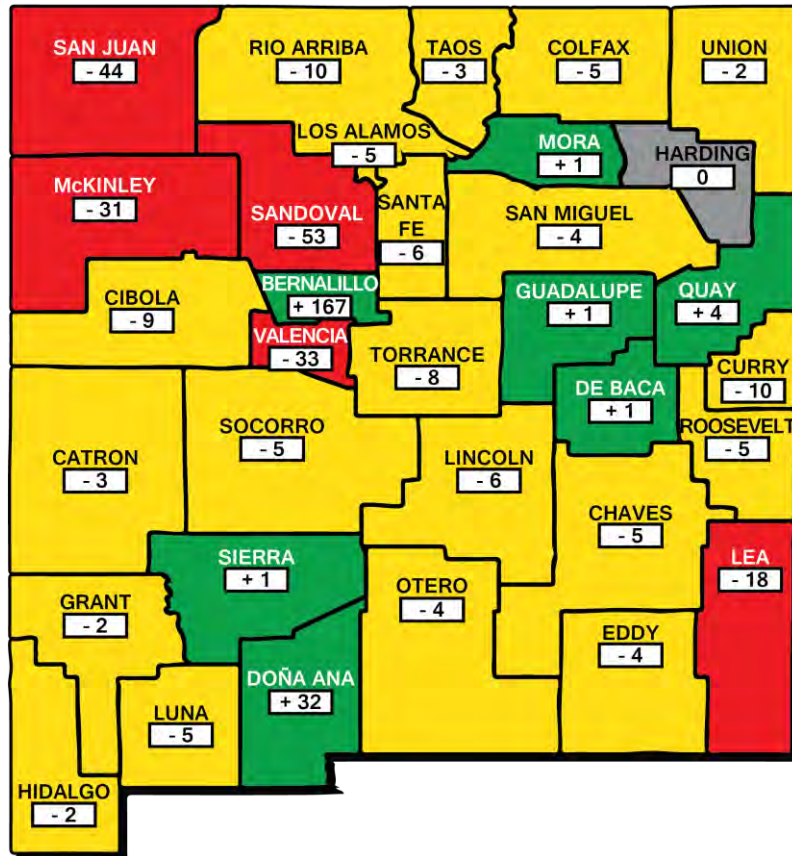 SAN JUAN
- 44
RIO ARRIBA
- 10
TAOS
- 3
COLFAX
- 5
UNION
- 2
LOS ALAMOS
- 5
MORA
+ 1
HARDING
0
McKINLEY
- 31
SANDOVAL
- 53
SANTA
FE
- 6
SAN MIGUEL
- 4
CIBOLA
- 9
BERNALILLO
+ 167
GUADALUPE
+ 1
QUAY
+ 4
VALENCIA
- 33
TORRANCE
- 8
CURRY
- 10
DE BACA
+ 1
ROOSEVELT
- 5
CATRON
- 3
SOCORRO
- 5
LINCOLN
- 6
CHAVES
- 5
SIERRA
+ 1
LEA
- 18
GRANT
- 2
OTERO
- 4
EDDY
- 4
DOÑA ANA
+ 32
LUNA
- 5
HIDALGO
- 2